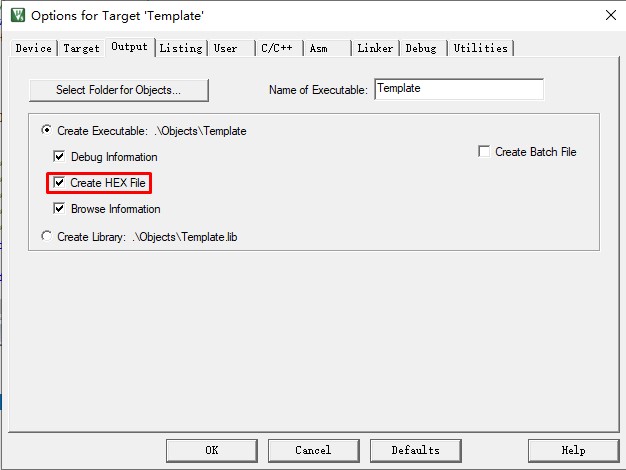 Options for Target 'Template'
Device Target Output Listing User C/C++ Asm Linker Debug Utilities
Select Folder for Objects... Name of Executable: Template
Create Executable: .\Objects\Template
Debug Information Create Batch File
Create HEX File
Browse Information
Create Library: .\Objects\Template.lib
OK Cancel Defaults Help